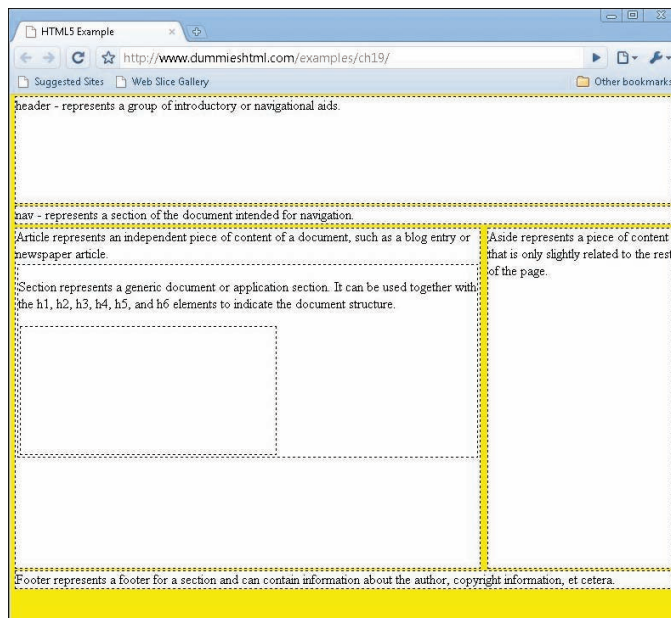 HTML5 Example
http://www.dummieshtml.com/examples/ch19/
Suggested Sites Web Slice Gallery Other bookmarks
header - represents a group of introductory or navigational aids.
nav - represents a section of the document intended for navigation.
Article represents an independent piece of content of a document, such as a blog entry or
newspaper article.
Section represents a generic document or application section. It can be used together with
the h1, h2, h3, h4, h5, and h6 elements to indicate the document structure.
Aside represents a piece of content
that is only slightly related to the rest
of the page.
Footer represents a footer for a section and can contain information about the author, copyright information, et cetera.